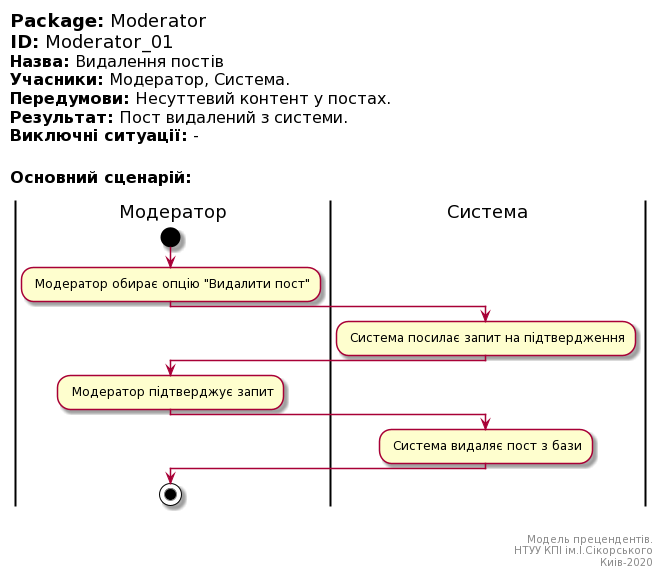 Package: Moderator
ID: Moderator_01
Назва: Видалення постів
Учасники: Модератор, Система.
Передумови: Несуттєвий контент у постах.
Результат: Пост видалений з системи.
Виключні ситуації: -
Основний сценарій:
Модератор
Система
Модератор обирає опцію "Видалити пост"
Система посилає запит на підтвердження
Модератор підтверджує запит
Система видаляє пост з бази
Модель прецендентів.
НТУУ КПІ ім.І.Сікорського
Київ-2020